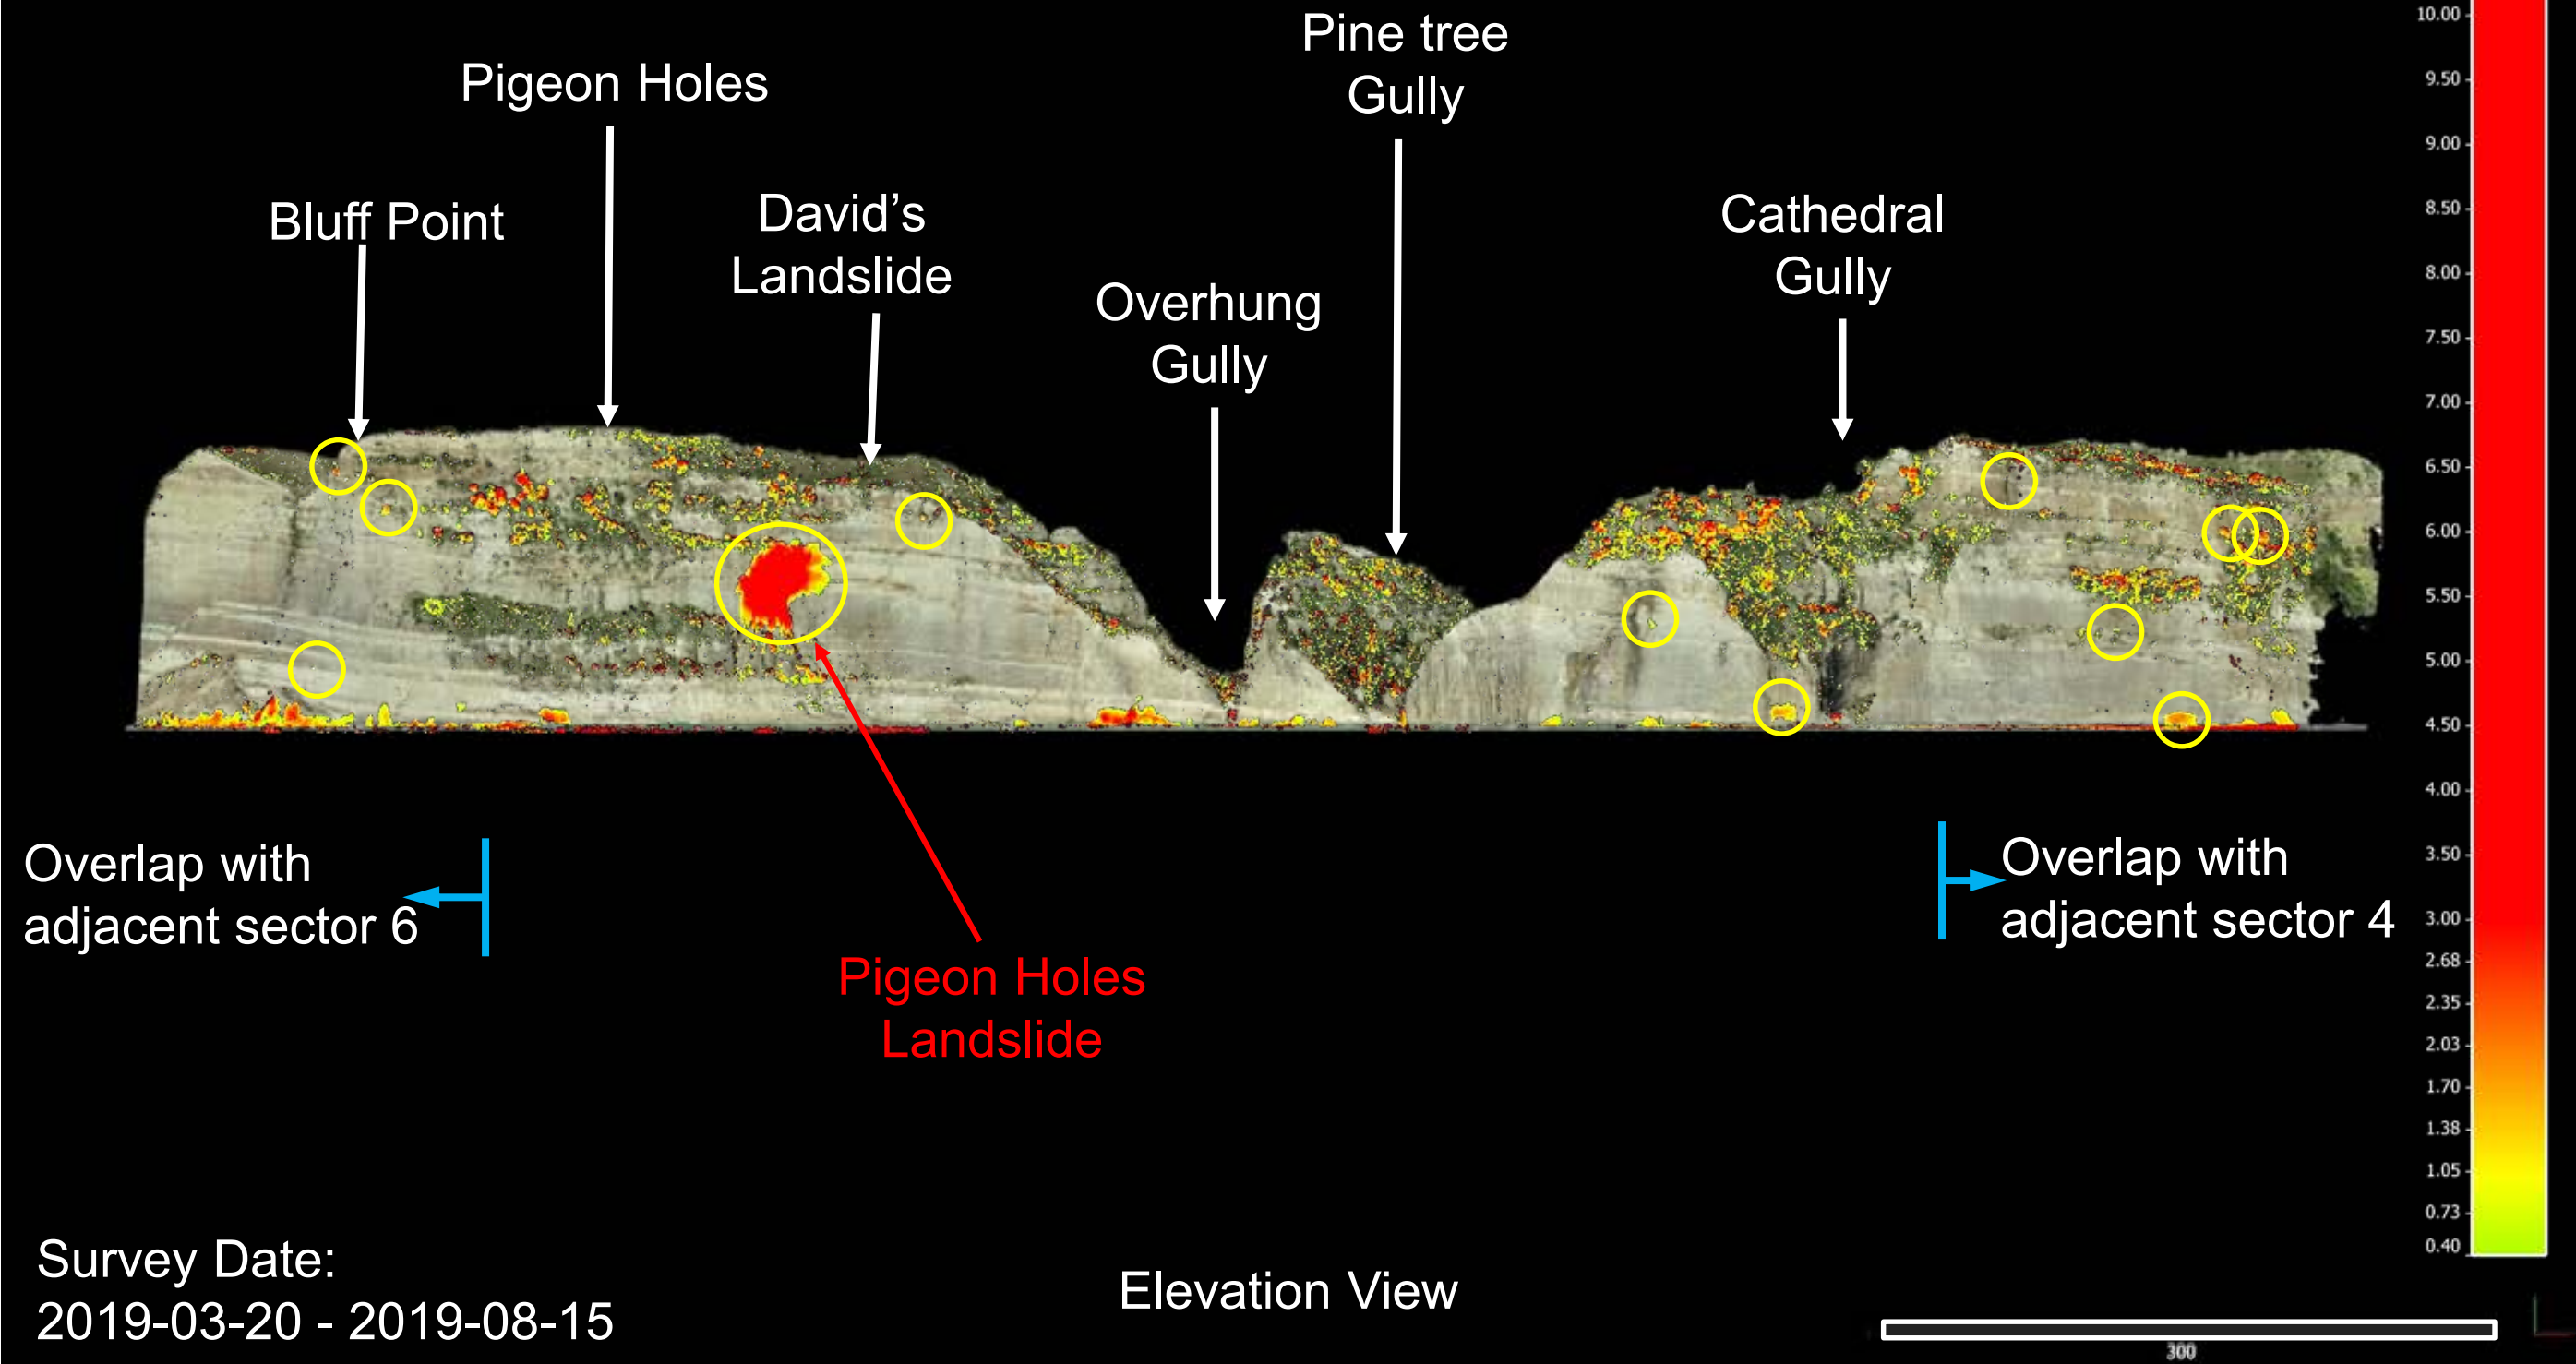 Pine tree
Gully
Pigeon Holes
Bluff Point
David's
Landslide
Cathedral
Gully
Overhung
Gully
Overlap with
adjacent sector 6
Overlap with
adjacent sector 4
Pigeon Holes
Landslide
Survey Date:
2019-03-20 - 2019-08-15
Elevation View
300
10.00
9.50
9.00
8.50
8.00
7.50
7.00
6.50
6.00
5.50
5.00
4.50
4.00
3.50
3.00
2.68
2.35
2.03
1.70
1.38
1.05
0.73
0.40